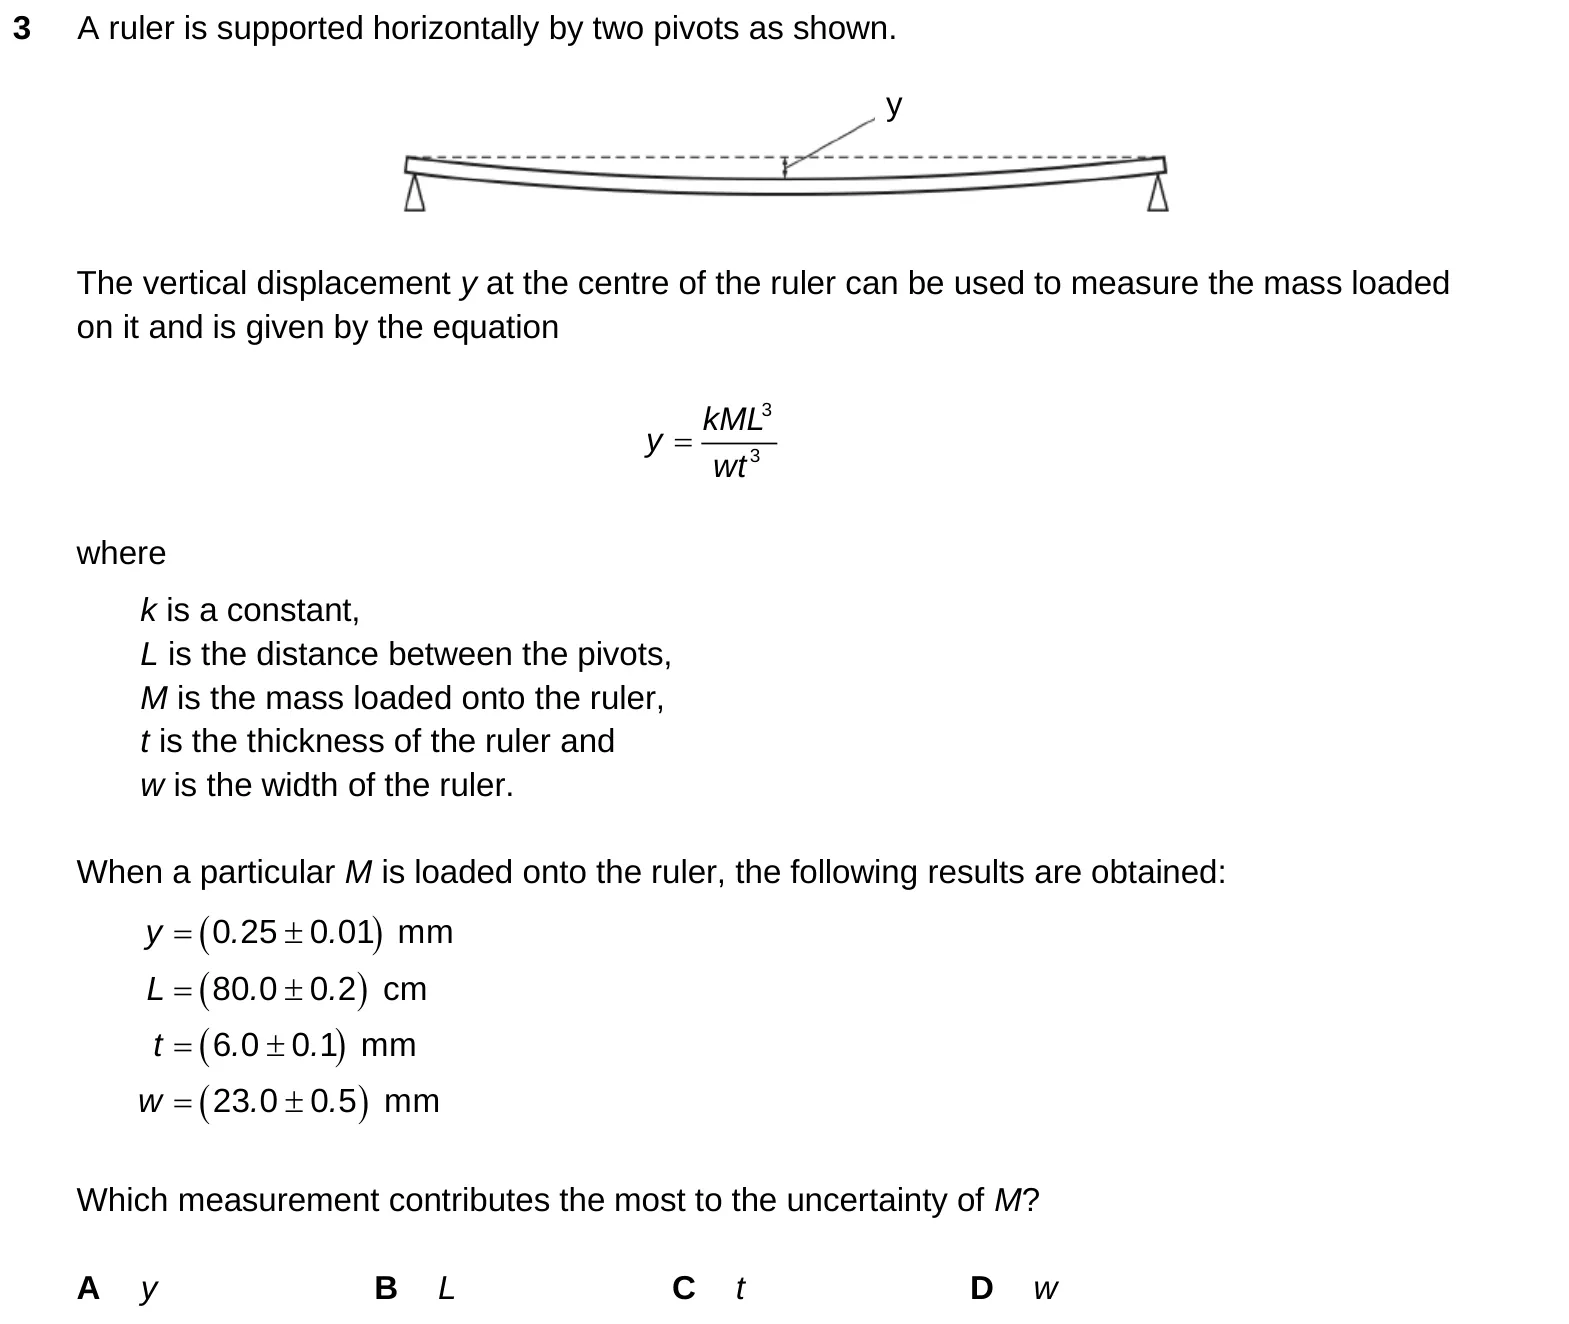 3 A ruler is supported horizontally by two pivots as shown.
y
The vertical displacement y at the centre of the ruler can be used to measure the mass loaded
on it and is given by the equation
y = kML³ / wt³
where
k is a constant,
L is the distance between the pivots,
M is the mass loaded onto the ruler,
t is the thickness of the ruler and
w is the width of the ruler.
When a particular M is loaded onto the ruler, the following results are obtained:
y = (0.25 ± 0.01) mm
L = (80.0 ± 0.2) cm
t = (6.0 ± 0.1) mm
w = (23.0 ± 0.5) mm
Which measurement contributes the most to the uncertainty of M?
A y B L C t D w